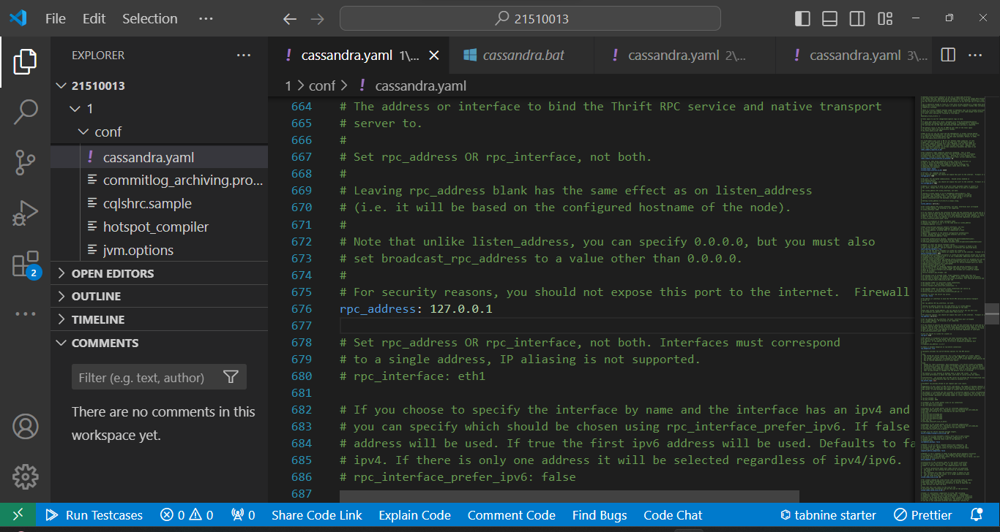 File Edit Selection ···
21510013
EXPLORER
21510013
1
conf
cassandra.yaml
commitlog_archiving.pro...
cqlshrc.sample
hotspot_compiler
jvm.options
OPEN EDITORS
OUTLINE
TIMELINE
COMMENTS
Filter (e.g. text, author)
There are no comments in this
workspace yet.
2
! cassandra.yaml 1\... cassandra.bat ! cassandra.yaml 2\... ! cassandra.yaml 3\...
1 > conf > ! cassandra.yaml
664 # The address or interface to bind the Thrift RPC service and native transport
665 # server to.
666 #
667 # Set rpc_address OR rpc_interface, not both.
668 #
669 # Leaving rpc_address blank has the same effect as on listen_address
670 # (i.e. it will be based on the configured hostname of the node).
671 #
672 # Note that unlike listen_address, you can specify 0.0.0.0, but you must also
673 # set broadcast_rpc_address to a value other than 0.0.0.0.
674 #
675 # For security reasons, you should not expose this port to the internet.  Firewall
676 rpc_address: 127.0.0.1
677
678 # Set rpc_address OR rpc_interface, not both. Interfaces must correspond
679 # to a single address, IP aliasing is not supported.
680 # rpc_interface: eth1
681
682 # If you choose to specify the interface by name and the interface has an ipv4 and
683 # you can specify which should be chosen using rpc_interface_prefer_ipv6. If false
684 # address will be used. If true the first ipv6 address will be used. Defaults to fa
685 # ipv4. If there is only one address it will be selected regardless of ipv4/ipv6.
686 # rpc_interface_prefer_ipv6: false
687
Run Testcases 0 0 0 Share Code Link Explain Code Comment Code Find Bugs Code Chat tabnine starter Prettier